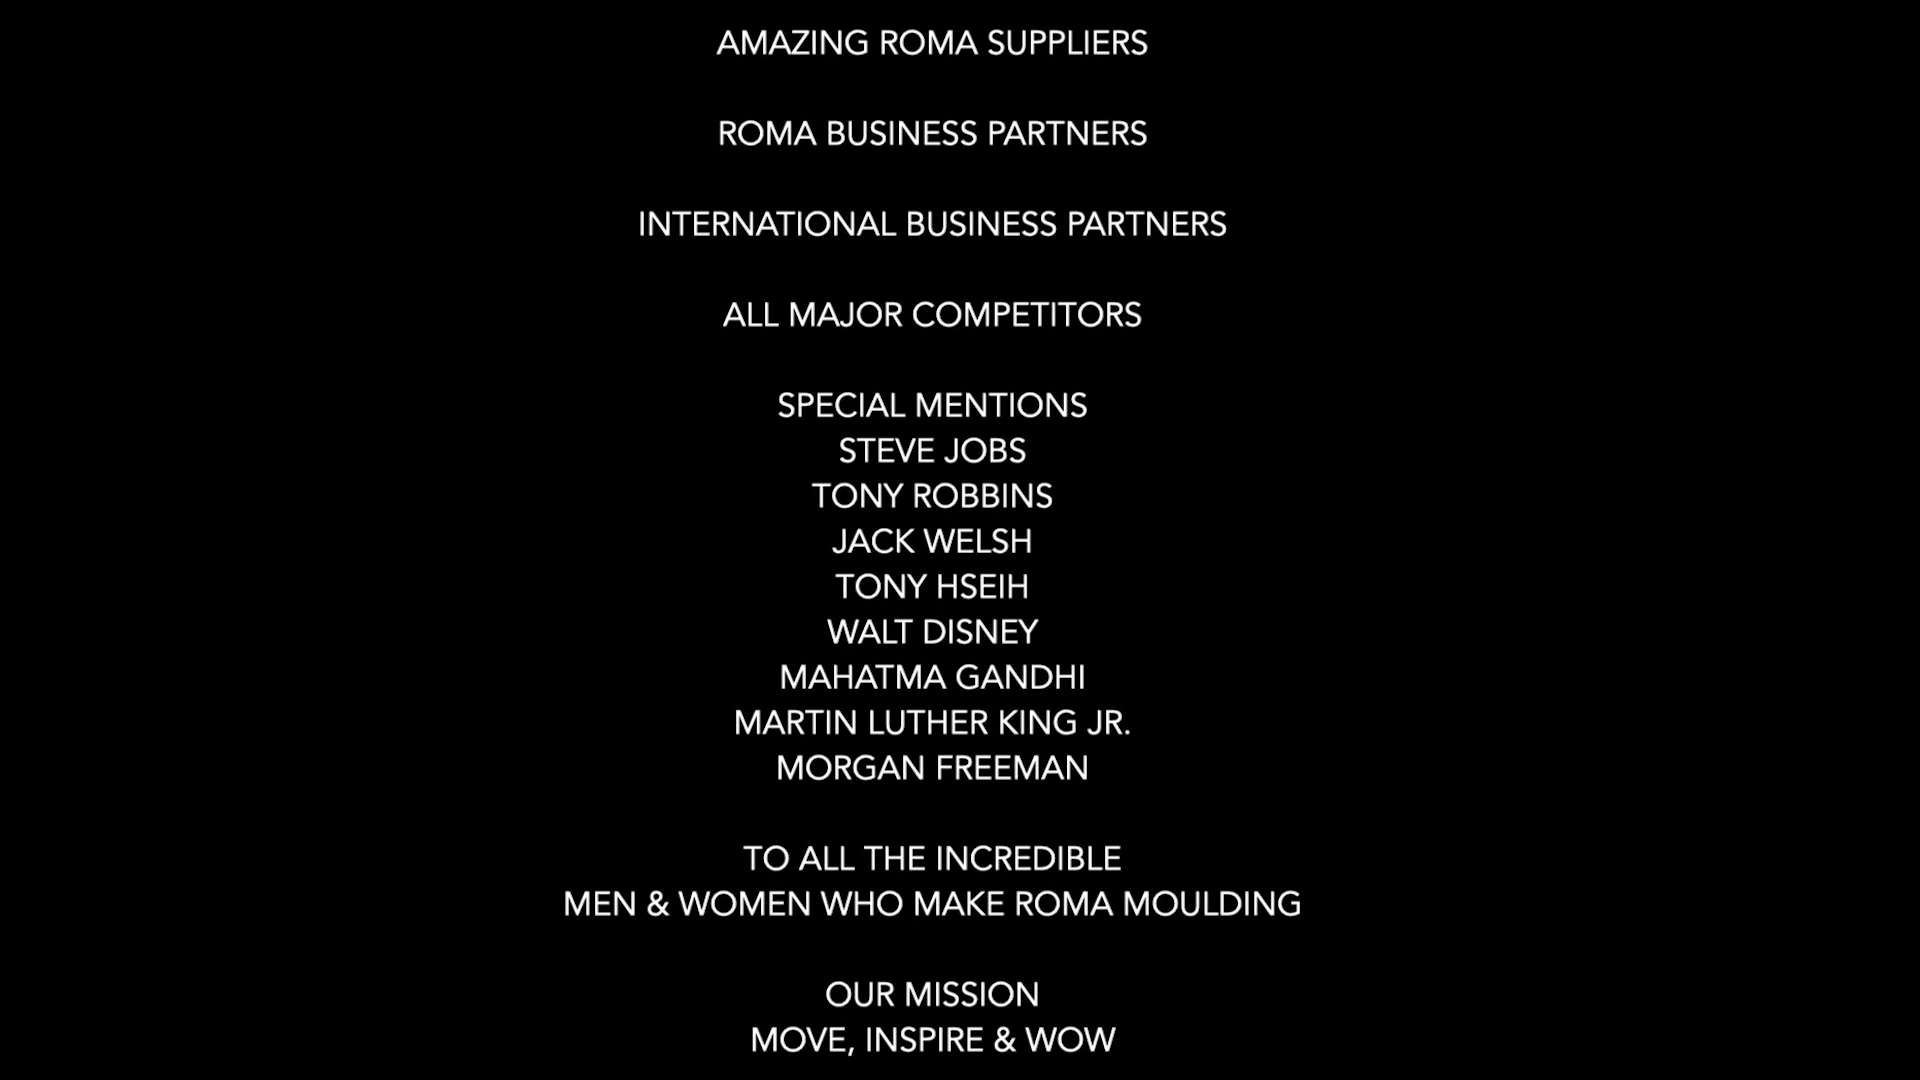 AMAZING ROMA SUPPLIERS
ROMA BUSINESS PARTNERS
INTERNATIONAL BUSINESS PARTNERS
ALL MAJOR COMPETITORS
SPECIAL MENTIONS
STEVE JOBS
TONY ROBBINS
JACK WELSH
TONY HSEIH
WALT DISNEY
MAHATMA GANDHI
MARTIN LUTHER KING JR.
MORGAN FREEMAN
TO ALL THE INCREDIBLE
MEN & WOMEN WHO MAKE ROMA MOULDING
OUR MISSION
MOVE, INSPIRE & WOW